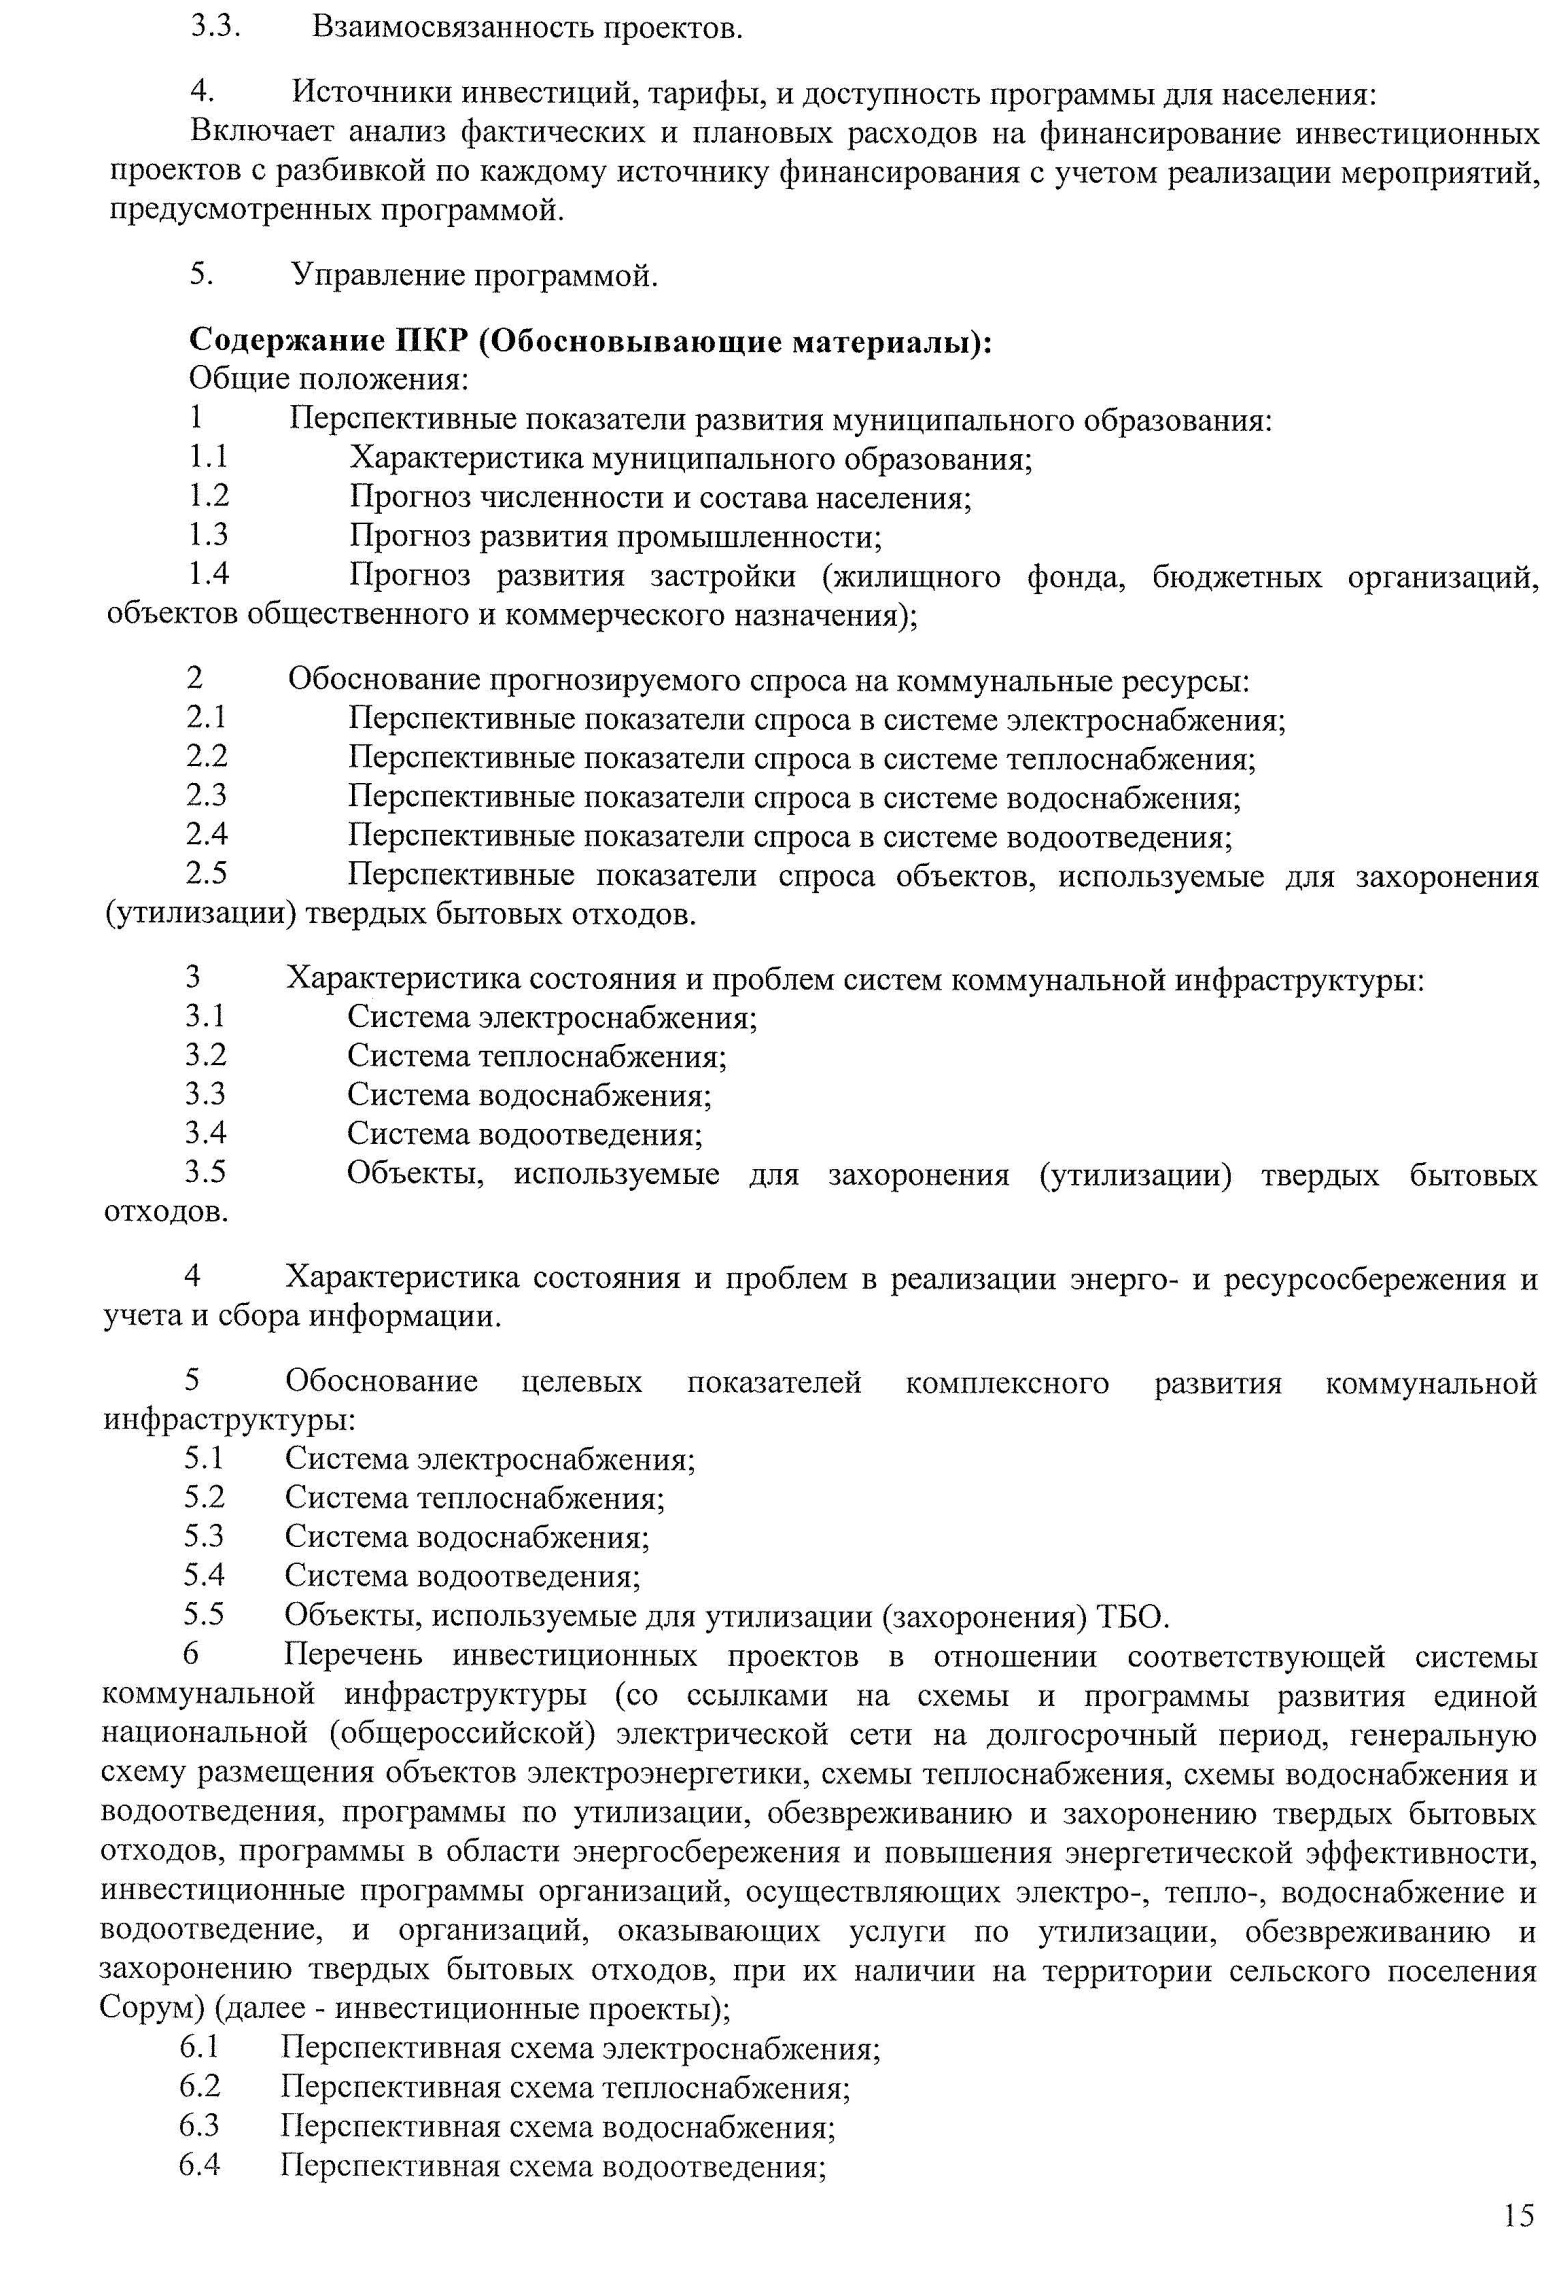 3.3. Взаимосвязанность проектов.
4. Источники инвестиций, тарифы, и доступность программы для населения:
Включает анализ фактических и плановых расходов на финансирование инвестиционных
проектов с разбивкой по каждому источнику финансирования с учетом реализации мероприятий,
предусмотренных программой.
5. Управление программой.
Содержание ПКР (Обосновывающие материалы):
Общие положения:
1 Перспективные показатели развития муниципального образования:
1.1 Характеристика муниципального образования;
1.2 Прогноз численности и состава населения;
1.3 Прогноз развития промышленности;
1.4 Прогноз развития застройки (жилищного фонда, бюджетных организаций,
объектов общественного и коммерческого назначения);
2 Обоснование прогнозируемого спроса на коммунальные ресурсы:
2.1 Перспективные показатели спроса в системе электроснабжения;
2.2 Перспективные показатели спроса в системе теплоснабжения;
2.3 Перспективные показатели спроса в системе водоснабжения;
2.4 Перспективные показатели спроса в системе водоотведения;
2.5 Перспективные показатели спроса объектов, используемые для захоронения
(утилизации) твердых бытовых отходов.
3 Характеристика состояния и проблем систем коммунальной инфраструктуры:
3.1 Система электроснабжения;
3.2 Система теплоснабжения;
3.3 Система водоснабжения;
3.4 Система водоотведения;
3.5 Объекты, используемые для захоронения (утилизации) твердых бытовых
отходов.
4 Характеристика состояния и проблем в реализации энерго- и ресурсосбережения и
учета и сбора информации.
5 Обоснование целевых показателей комплексного развития коммунальной
инфраструктуры:
5.1 Система электроснабжения;
5.2 Система теплоснабжения;
5.3 Система водоснабжения;
5.4 Система водоотведения;
5.5 Объекты, используемые для утилизации (захоронения) ТБО.
6 Перечень инвестиционных проектов в отношении соответствующей системы
коммунальной инфраструктуры (со ссылками на схемы и программы развития единой
национальной (общероссийской) электрической сети на долгосрочный период, генеральную
схему размещения объектов электроэнергетики, схемы теплоснабжения, схемы водоснабжения и
водоотведения, программы по утилизации, обезвреживанию и захоронению твердых бытовых
отходов, программы в области энергосбережения и повышения энергетической эффективности,
инвестиционные программы организаций, осуществляющих электро-, тепло-, водоснабжение и
водоотведение, и организаций, оказывающих услуги по утилизации, обезвреживанию и
захоронению твердых бытовых отходов, при их наличии на территории сельского поселения
Сорум) (далее - инвестиционные проекты);
6.1 Перспективная схема электроснабжения;
6.2 Перспективная схема теплоснабжения;
6.3 Перспективная схема водоснабжения;
6.4 Перспективная схема водоотведения;
15